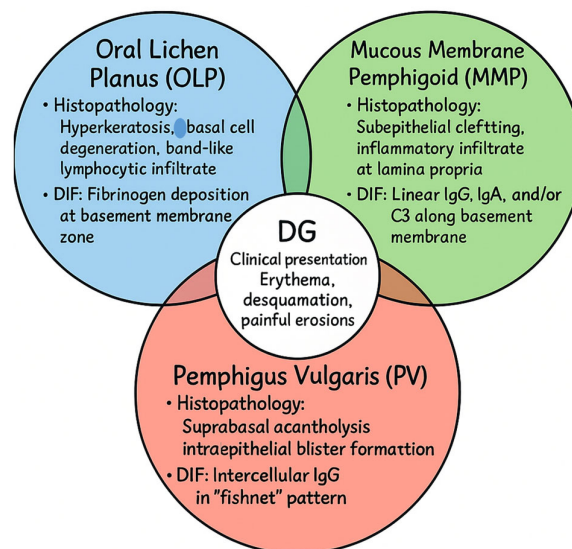 Oral Lichen
Planus (OLP)
• Histopathology:
Hyperkeratosis, basal cell
degeneration, band-like
lymphocytic infiltrate
• DIF: Fibrinogen deposition
at basement membrane
zone
Mucous Membrane
Pemphigoid (MMP)
• Histopathology:
Subepithelial cleftting,
inflammatory infiltrate
at lamina propria
• DIF: Linear IgG, IgA, and/or
C3 along basement
membrane
DG
Clinical presentation
Erythema,
desquamation,
painful erosions
Pemphigus Vulgaris (PV)
• Histopathology:
Suprabasal acantholysis
intraepithelial blister formation
• DIF: Intercellular IgG
in "fishnet" pattern